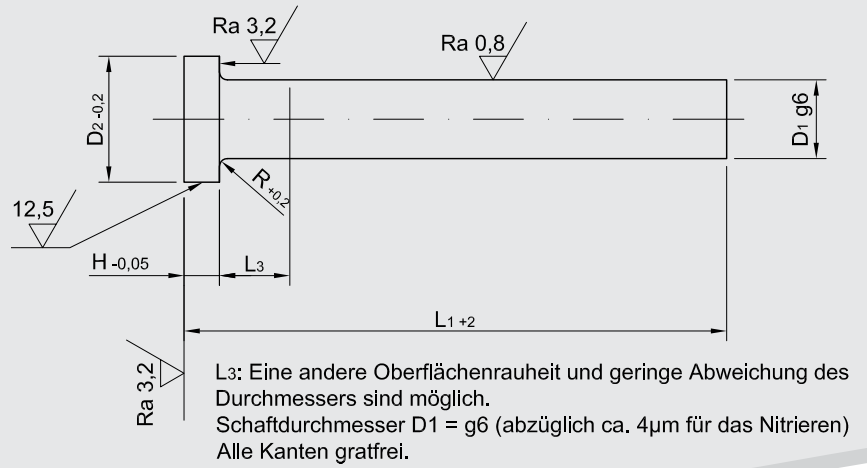 Ra 3,2
Ra 0,8
D2 -0,2
D1 g6
R +0,2
12,5
H -0,05
L3
L1 +2
Ra 3,2
L3: Eine andere Oberflächenrauheit und geringe Abweichung des
Durchmessers sind möglich.
Schaftdurchmesser D1 = g6 (abzüglich ca. 4µm für das Nitrieren)
Alle Kanten gratfrei.